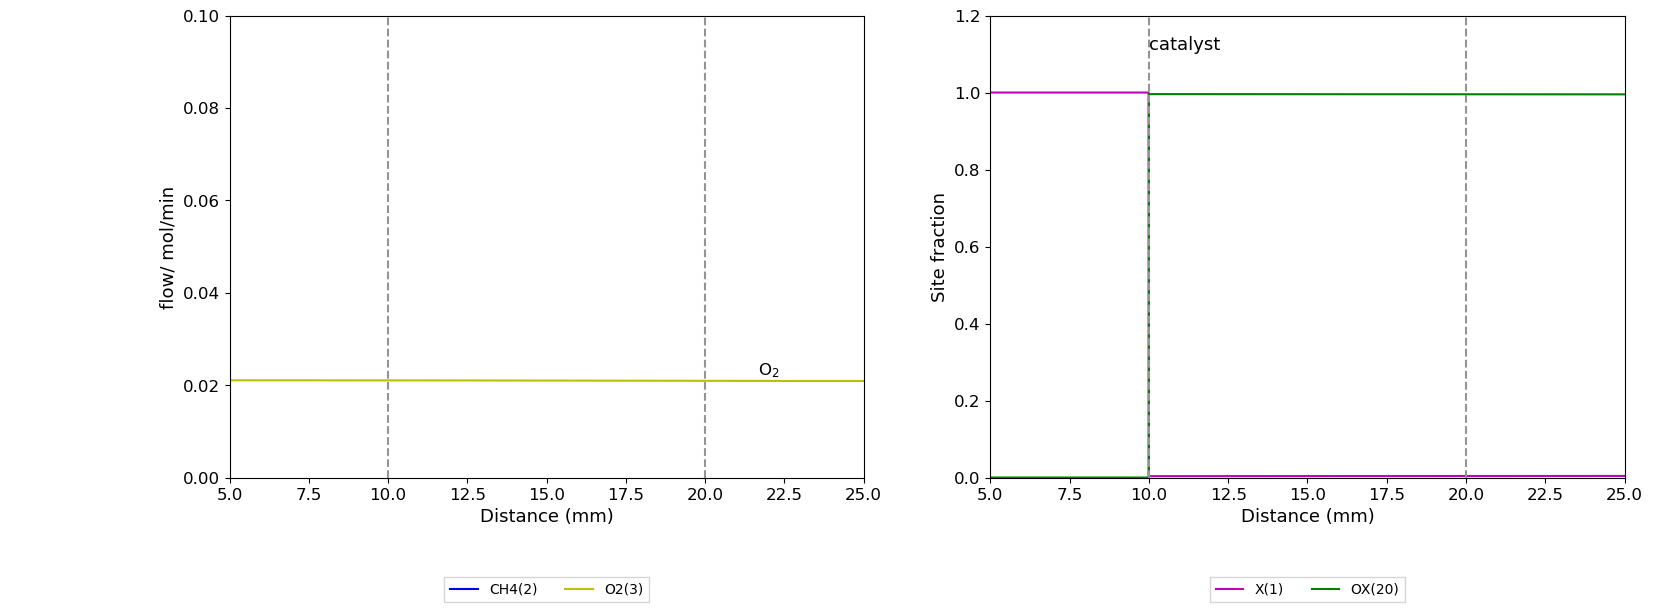 0.10
0.08
0.06
0.04
0.02
0.00
flow/ mol/min
O₂
5.0 7.5 10.0 12.5 15.0 17.5 20.0 22.5 25.0
Distance (mm)
CH4(2) O2(3)
1.2
1.0
0.8
0.6
0.4
0.2
0.0
Site fraction
catalyst
5.0 7.5 10.0 12.5 15.0 17.5 20.0 22.5 25.0
Distance (mm)
X(1) OX(20)